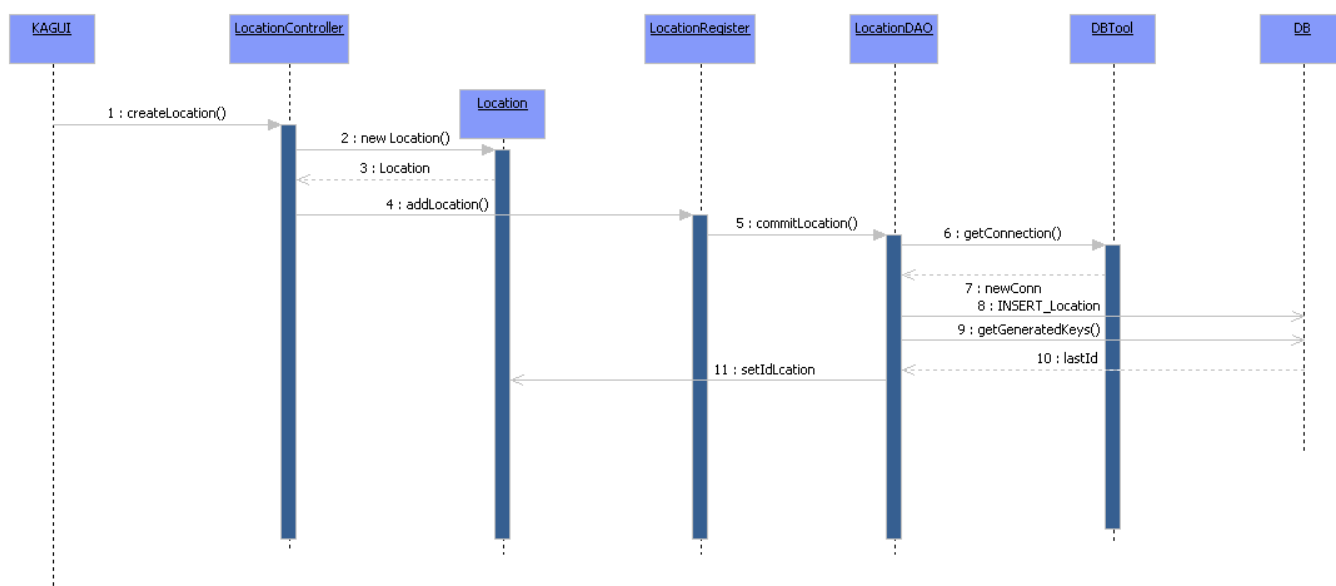 KAGUI
LocationController
LocationRegister
LocationDAO
DBTool
DB
Location
1 : createLocation()
2 : new Location()
3 : Location
4 : addLocation()
5 : commitLocation()
6 : getConnection()
7 : newConn
8 : INSERT_Location
9 : getGeneratedKeys()
10 : lastId
11 : setIdLcation